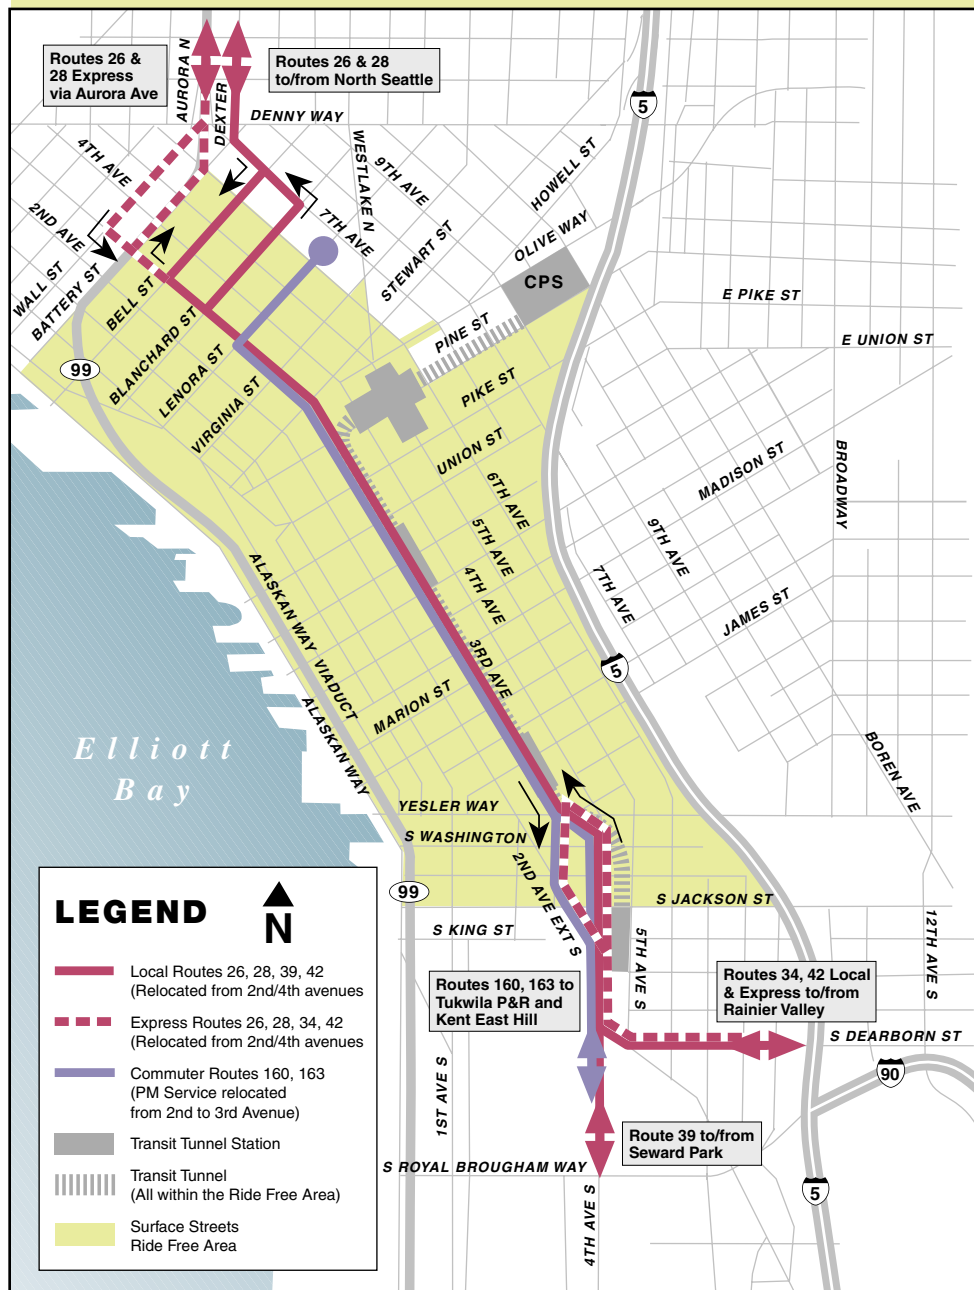 Routes 26 &
28 Express
via Aurora Ave
AURORA N
DEXTER
Routes 26 & 28
to/from North Seattle
DENNY WAY
5
4TH AVE
WESTLAKE N
9TH AVE
HOWELL ST
2ND AVE
7TH AVE
STEWART ST
OLIVE WAY
WALL ST
BATTERY ST
BELL ST
CPS
E PIKE ST
BLANCHARD ST
PINE ST
E UNION ST
99
LENORA ST
VIRGINIA ST
PIKE ST
UNION ST
MADISON ST
BROADWAY
6TH AVE
5TH AVE
9TH AVE
4TH AVE
7TH AVE
JAMES ST
ALASKAN WAY VIADUCT
3RD AVE
5
MARION ST
ALASKAN WAY
Elliott
Bay
BOREN AVE
YESLER WAY
S WASHINGTON
2ND AVE EXT S
99
S JACKSON ST
12TH AVE S
S KING ST
5TH AVE S
LEGEND
N
Local Routes 26, 28, 39, 42
(Relocated from 2nd/4th avenues
Express Routes 26, 28, 34, 42
(Relocated from 2nd/4th avenues
Commuter Routes 160, 163
(PM Service relocated
from 2nd to 3rd Avenue)
Transit Tunnel Station
Transit Tunnel
(All within the Ride Free Area)
Surface Streets
Ride Free Area
Routes 160, 163 to
Tukwila P&R and
Kent East Hill
Routes 34, 42 Local
& Express to/from
Rainier Valley
S DEARBORN ST
90
1ST AVE S
Route 39 to/from
Seward Park
S ROYAL BROUGHAM WAY
5
4TH AVE S